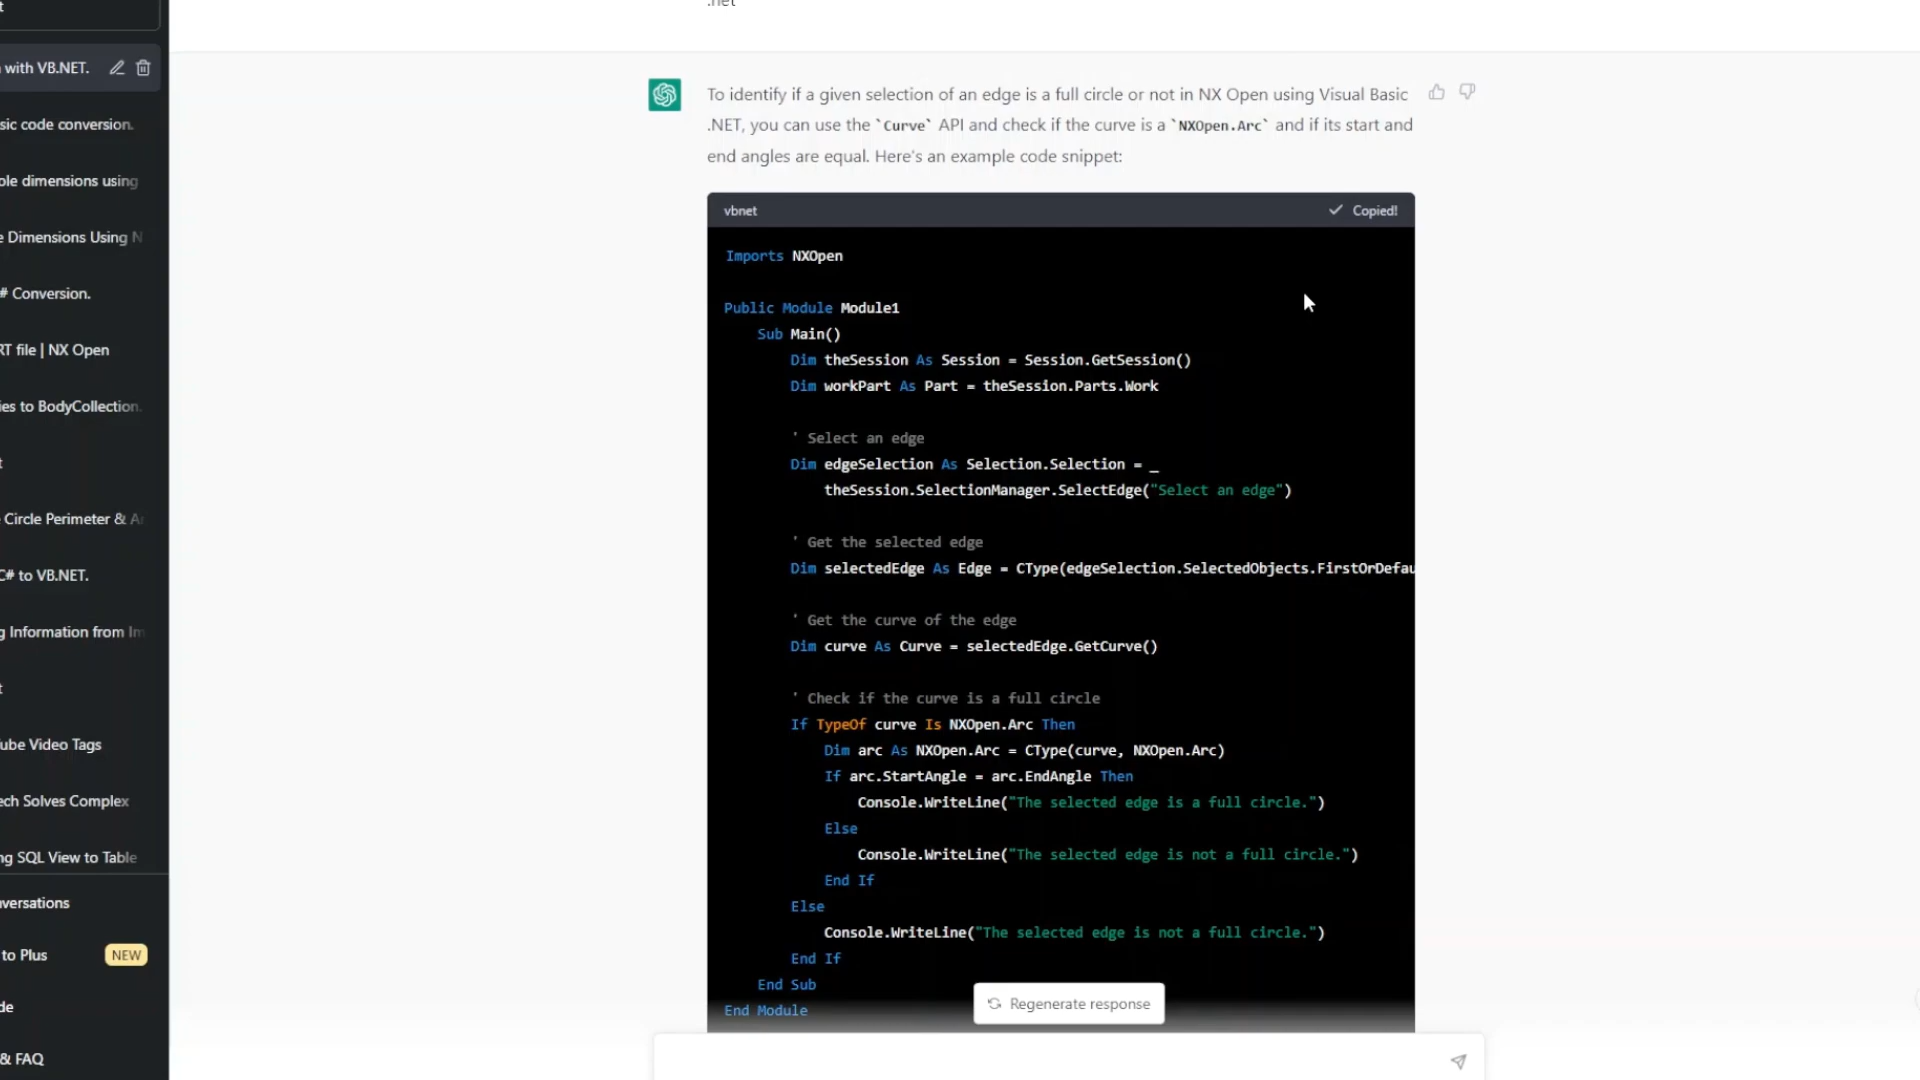 .net
t
with VB.NET.
sic code conversion.
ole dimensions using
e Dimensions Using N
# Conversion.
RT file | NX Open
ies to BodyCollection.
t
Circle Perimeter & Ar
C# to VB.NET.
g Information from Im
t
ube Video Tags
ech Solves Complex
ng SQL View to Table
versations
to Plus NEW
de
& FAQ
To identify if a given selection of an edge is a full circle or not in NX Open using Visual Basic
.NET, you can use the `Curve` API and check if the curve is a `NXOpen.Arc` and if its start and
end angles are equal. Here's an example code snippet:
vbnet Copied!
Imports NXOpen
Public Module Module1
Sub Main()
Dim theSession As Session = Session.GetSession()
Dim workPart As Part = theSession.Parts.Work
' Select an edge
Dim edgeSelection As Selection.Selection = _
theSession.SelectionManager.SelectEdge("Select an edge")
' Get the selected edge
Dim selectedEdge As Edge = CType(edgeSelection.SelectedObjects.FirstOrDefau
' Get the curve of the edge
Dim curve As Curve = selectedEdge.GetCurve()
' Check if the curve is a full circle
If TypeOf curve Is NXOpen.Arc Then
Dim arc As NXOpen.Arc = CType(curve, NXOpen.Arc)
If arc.StartAngle = arc.EndAngle Then
Console.WriteLine("The selected edge is a full circle.")
Else
Console.WriteLine("The selected edge is not a full circle.")
End If
Else
Console.WriteLine("The selected edge is not a full circle.")
End If
End Sub
End Module
Regenerate response